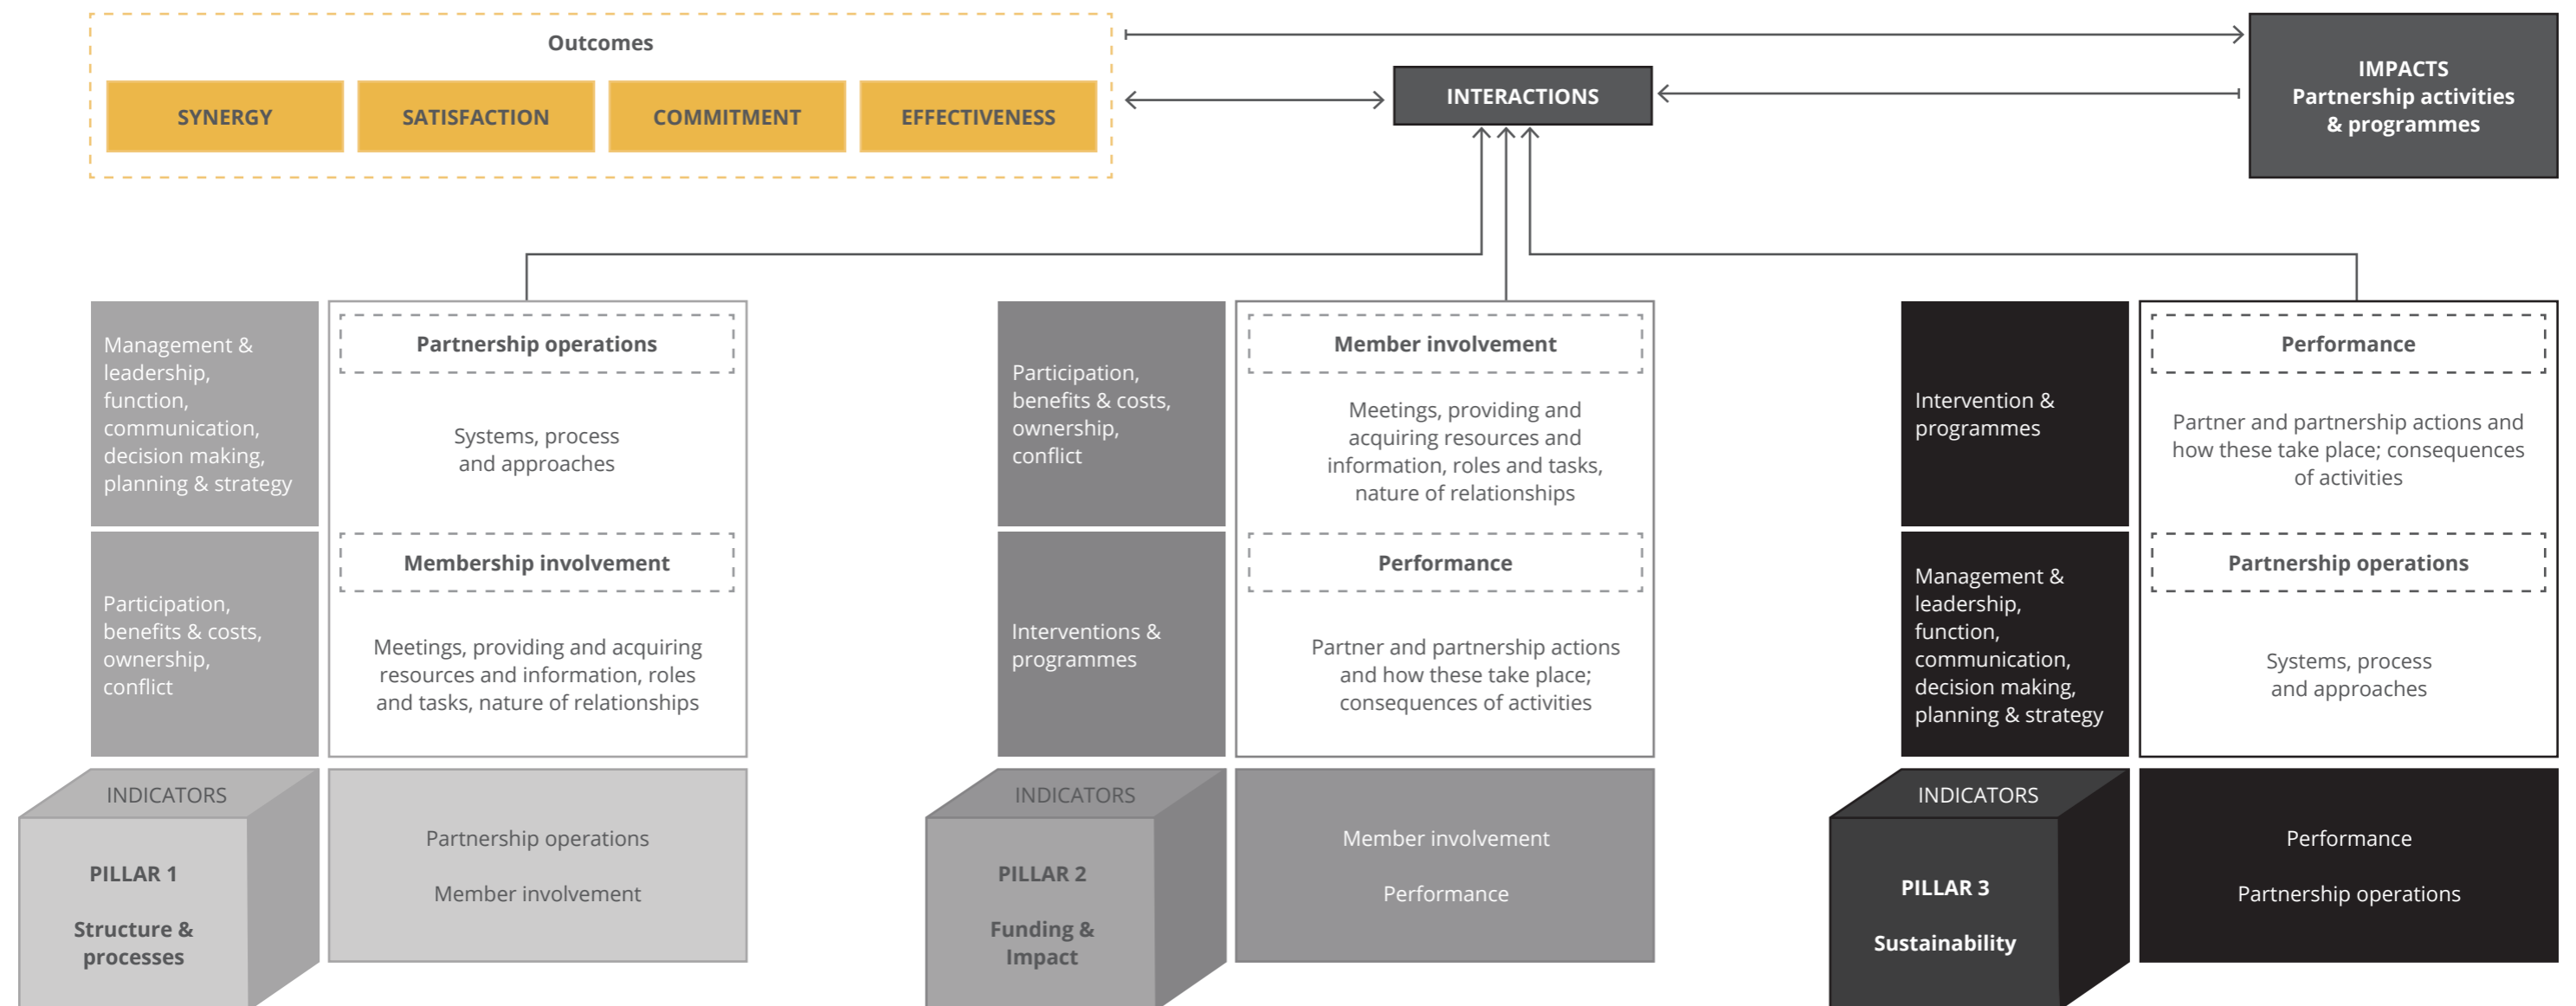 Outcomes
SYNERGY
SATISFACTION
COMMITMENT
EFFECTIVENESS
INTERACTIONS
IMPACTS
Partnership activities
& programmes
Management &
leadership,
function,
communication,
decision making,
planning & strategy
Partnership operations
Systems, process
and approaches
Participation,
benefits & costs,
ownership,
conflict
Membership involvement
Meetings, providing and acquiring
resources and information, roles
and tasks, nature of relationships
INDICATORS
PILLAR 1
Structure &
processes
Partnership operations
Member involvement
Participation,
benefits & costs,
ownership,
conflict
Member involvement
Meetings, providing and
acquiring resources and
information, roles and tasks,
nature of relationships
Interventions &
programmes
Performance
Partner and partnership actions
and how these take place;
consequences of activities
INDICATORS
PILLAR 2
Funding &
Impact
Member involvement
Performance
Intervention &
programmes
Performance
Partner and partnership actions and
how these take place; consequences
of activities
Management &
leadership,
function,
communication,
decision making,
planning & strategy
Partnership operations
Systems, process
and approaches
INDICATORS
PILLAR 3
Sustainability
Performance
Partnership operations